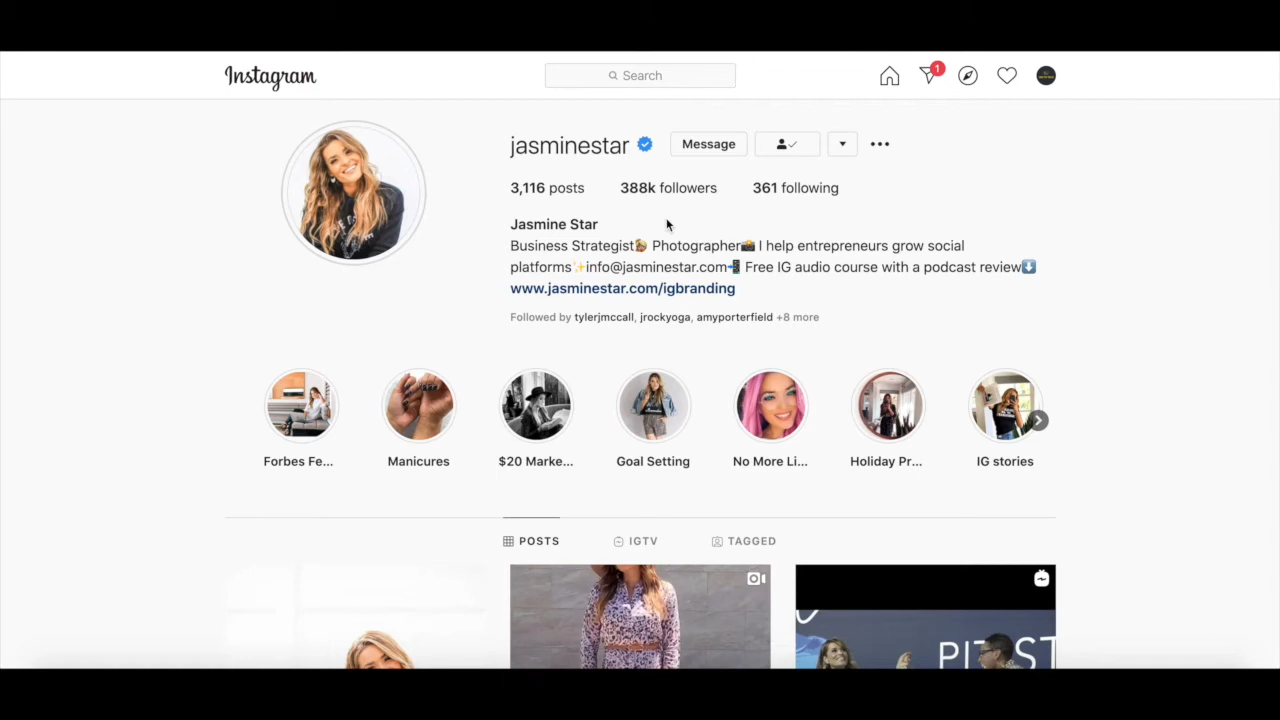 Instagram
Search
1
jasminestar
Message
3,116 posts 388k followers 361 following
Jasmine Star
Business Strategist Photographer📸 I help entrepreneurs grow social
platforms✨info@jasminestar.com📲 Free IG audio course with a podcast review⬇️
www.jasminestar.com/igbranding
Followed by tylerjmccall, jrockyoga, amyporterfield +8 more
Forbes Fe... Manicures $20 Marke... Goal Setting No More Li... Holiday Pr... IG stories
POSTS IGTV TAGGED
PIT ST